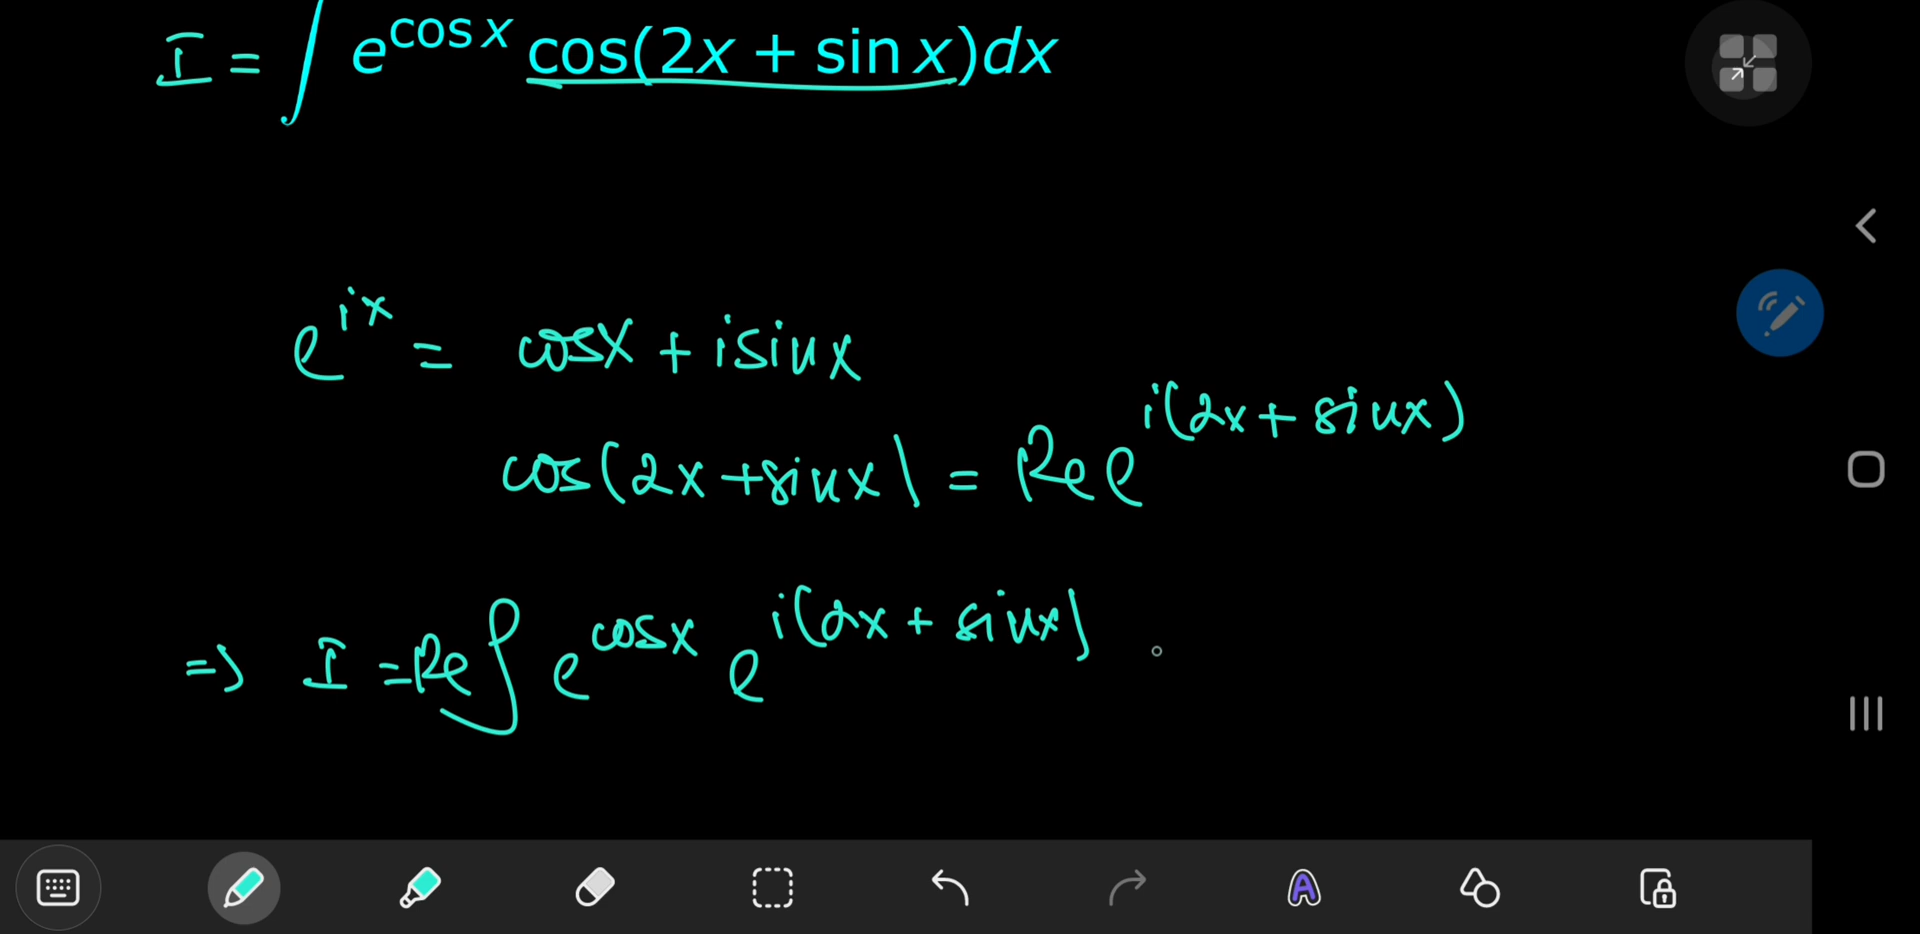 I = ∫ e^{cos x} cos(2x + sin x)dx
e^{ix} = cosx + isinx
cos(2x+sinx) = Re e^{i(2x+sinx)}
=> I = Re∫ e^{cosx} e^{i(2x+sinx)}
A